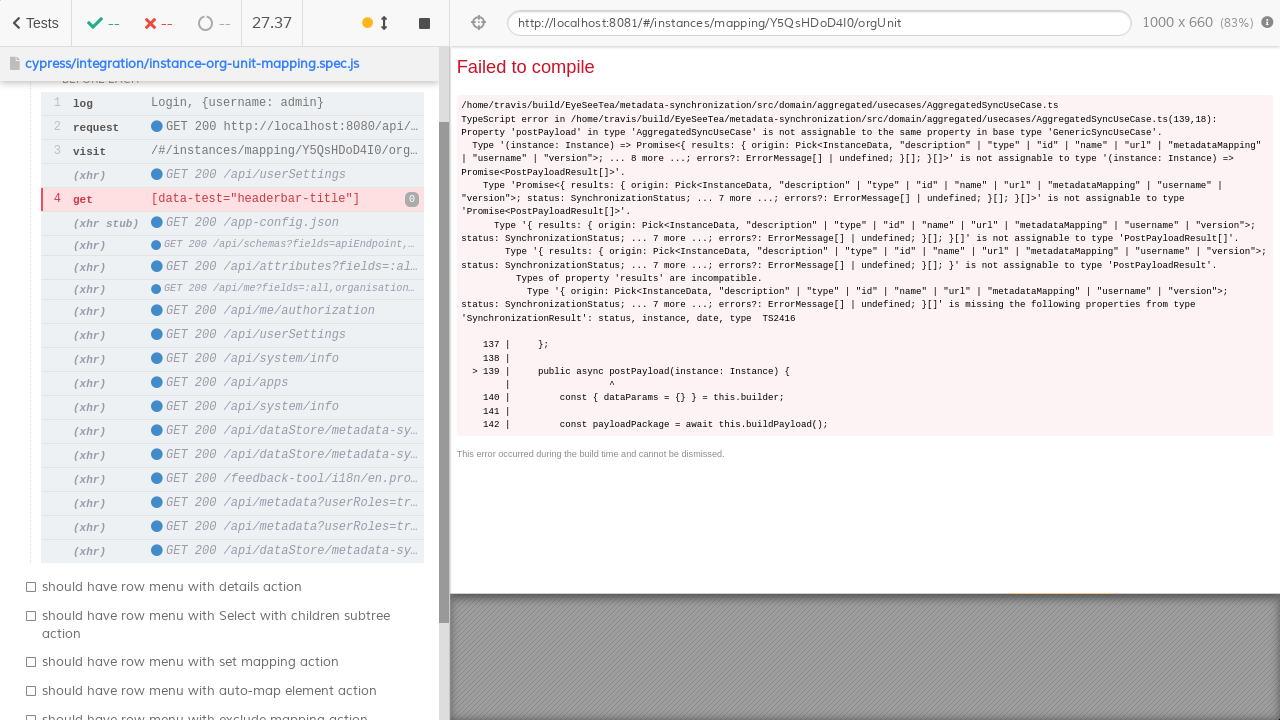 Tests
--
--
--
27.37
http://localhost:8081/#/instances/mapping/Y5QsHDoD4I0/orgUnit
1000 x 660 (83%)
cypress/integration/instance-org-unit-mapping.spec.js
BEFORE EACH
1 log Login, {username: admin}
2 request GET 200 http://localhost:8080/api/…
3 visit /#/instances/mapping/Y5QsHDoD4I0/org…
(xhr) GET 200 /api/userSettings
4 get [data-test="headerbar-title"] 0
(xhr stub) GET 200 /app-config.json
(xhr) GET 200 /api/schemas?fields=apiEndpoint,…
(xhr) GET 200 /api/attributes?fields=:al…
(xhr) GET 200 /api/me?fields=:all,organisation…
(xhr) GET 200 /api/me/authorization
(xhr) GET 200 /api/userSettings
(xhr) GET 200 /api/system/info
(xhr) GET 200 /api/apps
(xhr) GET 200 /api/system/info
(xhr) GET 200 /api/dataStore/metadata-sy…
(xhr) GET 200 /api/dataStore/metadata-sy…
(xhr) GET 200 /feedback-tool/i18n/en.pro…
(xhr) GET 200 /api/metadata?userRoles=tr…
(xhr) GET 200 /api/metadata?userRoles=tr…
(xhr) GET 200 /api/dataStore/metadata-sy…
should have row menu with details action
should have row menu with Select with children subtree
action
should have row menu with set mapping action
should have row menu with auto-map element action
should have row menu with exclude mapping action
Failed to compile
/home/travis/build/EyeSeeTea/metadata-synchronization/src/domain/aggregated/usecases/AggregatedSyncUseCase.ts
TypeScript error in /home/travis/build/EyeSeeTea/metadata-synchronization/src/domain/aggregated/usecases/AggregatedSyncUseCase.ts(139,18):
Property 'postPayload' in type 'AggregatedSyncUseCase' is not assignable to the same property in base type 'GenericSyncUseCase'.
Type '(instance: Instance) => Promise<{ results: { origin: Pick<InstanceData, "description" | "type" | "id" | "name" | "url" | "metadataMapping"
| "username" | "version">; ... 8 more ...; errors?: ErrorMessage[] | undefined; }[]; }[]>' is not assignable to type '(instance: Instance) =>
Promise<PostPayloadResult[]>'.
Type 'Promise<{ results: { origin: Pick<InstanceData, "description" | "type" | "id" | "name" | "url" | "metadataMapping" | "username" |
"version">; status: SynchronizationStatus; ... 7 more ...; errors?: ErrorMessage[] | undefined; }[]; }[]>' is not assignable to type
'Promise<PostPayloadResult[]>'.
Type '{ results: { origin: Pick<InstanceData, "description" | "type" | "id" | "name" | "url" | "metadataMapping" | "username" | "version">;
status: SynchronizationStatus; ... 7 more ...; errors?: ErrorMessage[] | undefined; }[]; }[]' is not assignable to type 'PostPayloadResult[]'.
Type '{ results: { origin: Pick<InstanceData, "description" | "type" | "id" | "name" | "url" | "metadataMapping" | "username" | "version">;
status: SynchronizationStatus; ... 7 more ...; errors?: ErrorMessage[] | undefined; }[]; }' is not assignable to type 'PostPayloadResult'.
Types of property 'results' are incompatible.
Type '{ origin: Pick<InstanceData, "description" | "type" | "id" | "name" | "url" | "metadataMapping" | "username" | "version">;
status: SynchronizationStatus; ... 7 more ...; errors?: ErrorMessage[] | undefined; }[]' is missing the following properties from type
'SynchronizationResult': status, instance, date, type  TS2416
137 |     };
138 |
> 139 |     public async postPayload(instance: Instance) {
|                  ^
140 |         const { dataParams = {} } = this.builder;
141 |
142 |         const payloadPackage = await this.buildPayload();
This error occurred during the build time and cannot be dismissed.